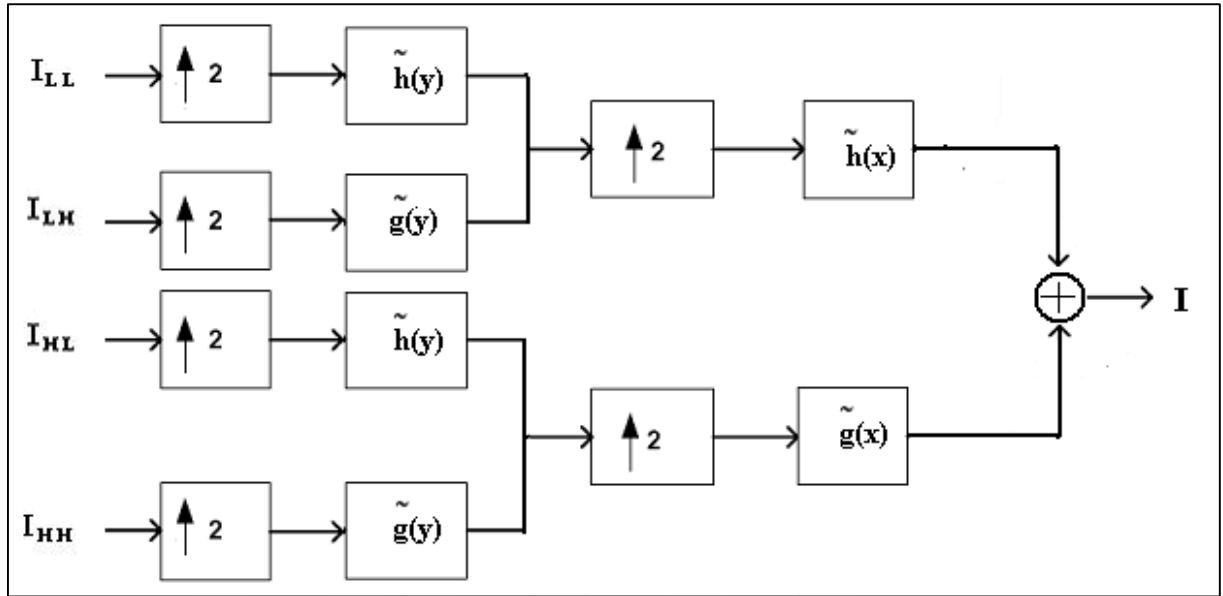 I_LL ↑ 2 h̃(y)
↑ 2 h̃(x)
I_LH ↑ 2 g̃(y)
I
I_HL ↑ 2 h̃(y)
↑ 2 g̃(x)
I_HH ↑ 2 g̃(y)